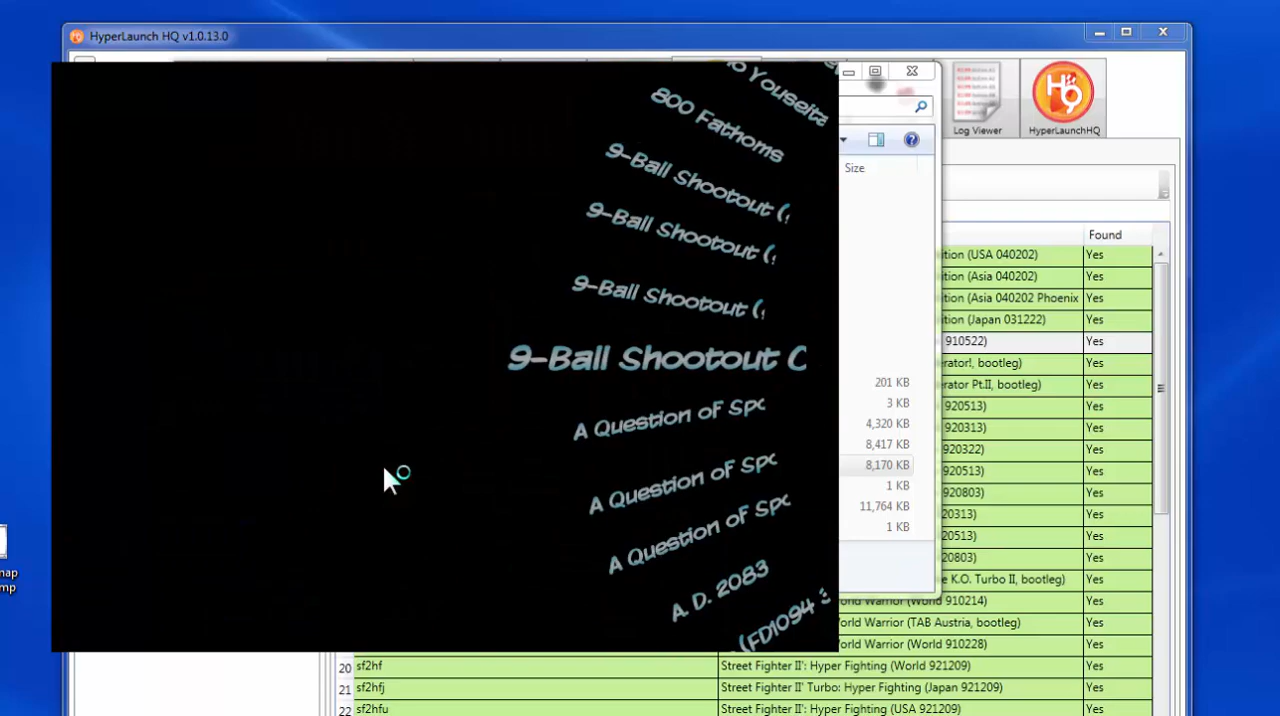 HyperLaunch HQ v1.0.13.0
Youseitz
800 Fathoms
9-Ball Shootout (
9-Ball Shootout (
9-Ball Shootout (
9-Ball Shootout C
A Question of Spo
A Question of Spo
A Question of Spo
A. D. 2083
(FD1094
Log Viewer
HyperLaunchHQ
Size
201 KB
3 KB
4,320 KB
8,417 KB
8,170 KB
1 KB
11,764 KB
1 KB
Found
ition (USA 040202) Yes
ition (Asia 040202) Yes
ition (Asia 040202 Phoenix Yes
ition (Japan 031222) Yes
910522) Yes
erator!, bootleg) Yes
erator Pt.II, bootleg) Yes
920513) Yes
920313) Yes
920322) Yes
920513) Yes
920803) Yes
20313) Yes
20513) Yes
20803) Yes
e K.O. Turbo II, bootleg) Yes
orld Warrior (World 910214) Yes
orld Warrior (TAB Austria, bootleg) Yes
orld Warrior (World 910228) Yes
20 sf2hf Street Fighter II': Hyper Fighting (World 921209) Yes
21 sf2hfj Street Fighter II' Turbo: Hyper Fighting (Japan 921209) Yes
22 sf2hfu Street Fighter II': Hyper Fighting (USA 921209) Yes
map
mp